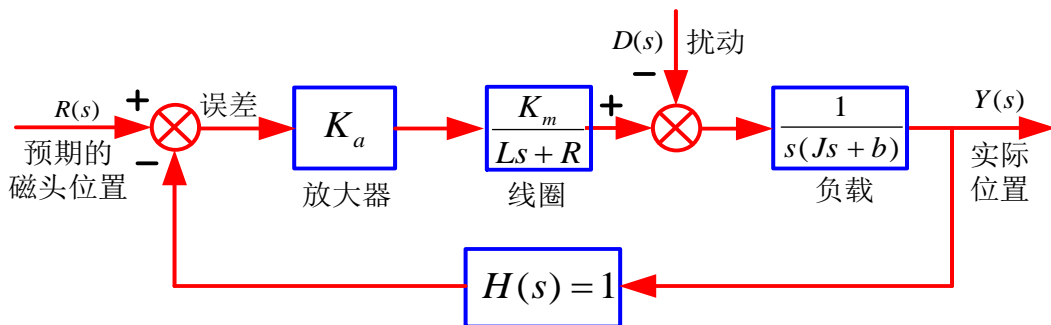 D(s) 扰动
−
R(s)
+
误差
K_a
K_m
Ls + R
+
1
s(Js + b)
Y(s)
预期的
磁头位置
−
放大器
线圈
负载
实际
位置
H(s) = 1